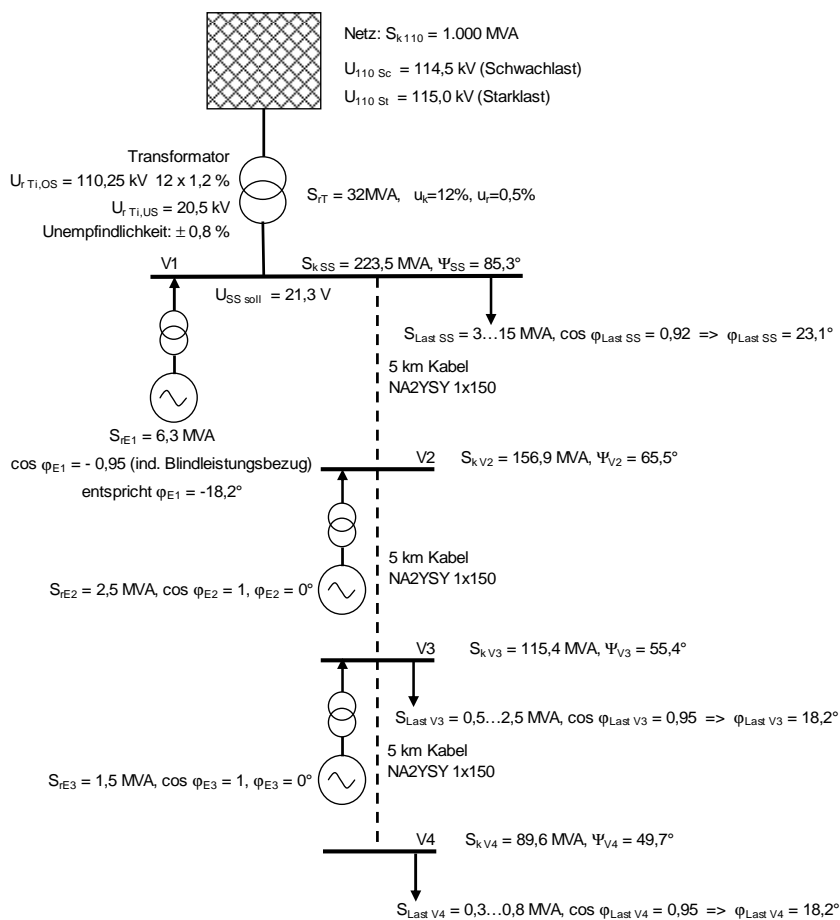 Netz: Sk 110 = 1.000 MVA
U110 Sc = 114,5 kV (Schwachlast)
U110 St = 115,0 kV (Starklast)
Transformator
Ur Ti,OS = 110,25 kV 12 x 1,2 %
Ur Ti,US = 20,5 kV
Unempfindlichkeit: ± 0,8 %
SrT = 32MVA, uk=12%, ur=0,5%
V1
Sk SS = 223,5 MVA, ΨSS = 85,3°
USS soll = 21,3 V
SLast SS = 3…15 MVA, cos φLast SS = 0,92 => φLast SS = 23,1°
5 km Kabel
NA2YSY 1x150
SrE1 = 6,3 MVA
cos φE1 = - 0,95 (ind. Blindleistungsbezug)
entspricht φE1 = -18,2°
V2
Sk V2 = 156,9 MVA, ΨV2 = 65,5°
5 km Kabel
NA2YSY 1x150
SrE2 = 2,5 MVA, cos φE2 = 1, φE2 = 0°
V3
Sk V3 = 115,4 MVA, ΨV3 = 55,4°
SLast V3 = 0,5…2,5 MVA, cos φLast V3 = 0,95 => φLast V3 = 18,2°
5 km Kabel
NA2YSY 1x150
SrE3 = 1,5 MVA, cos φE3 = 1, φE3 = 0°
V4
Sk V4 = 89,6 MVA, ΨV4 = 49,7°
SLast V4 = 0,3…0,8 MVA, cos φLast V4 = 0,95 => φLast V4 = 18,2°